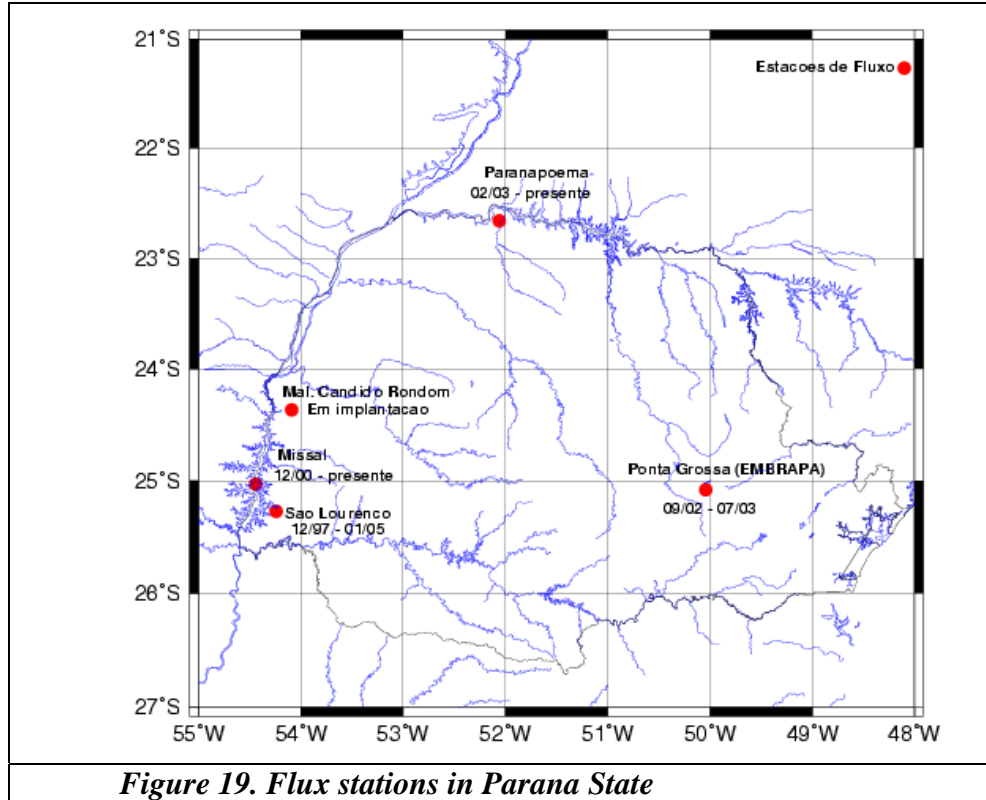 21°S
Estacoes de Fluxo
22°S
Paranapoema
02/03 - presente
23°S
24°S
Mal. Candido Rondom
Em implantacao
Missal
12/00 - presente
25°S
Ponta Grossa (EMBRAPA)
09/02 - 07/03
Sao Lourenco
12/97 - 01/05
26°S
27°S
55°W 54°W 53°W 52°W 51°W 50°W 49°W 48°W
Figure 19. Flux stations in Parana State